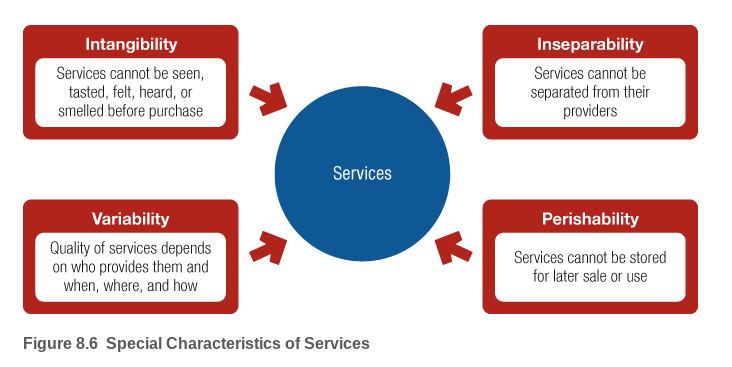 Intangibility
Services cannot be seen,
tasted, felt, heard, or
smelled before purchase
Inseparability
Services cannot be
separated from their
providers
Services
Variability
Quality of services depends
on who provides them and
when, where, and how
Perishability
Services cannot be stored
for later sale or use
Figure 8.6 Special Characteristics of Services